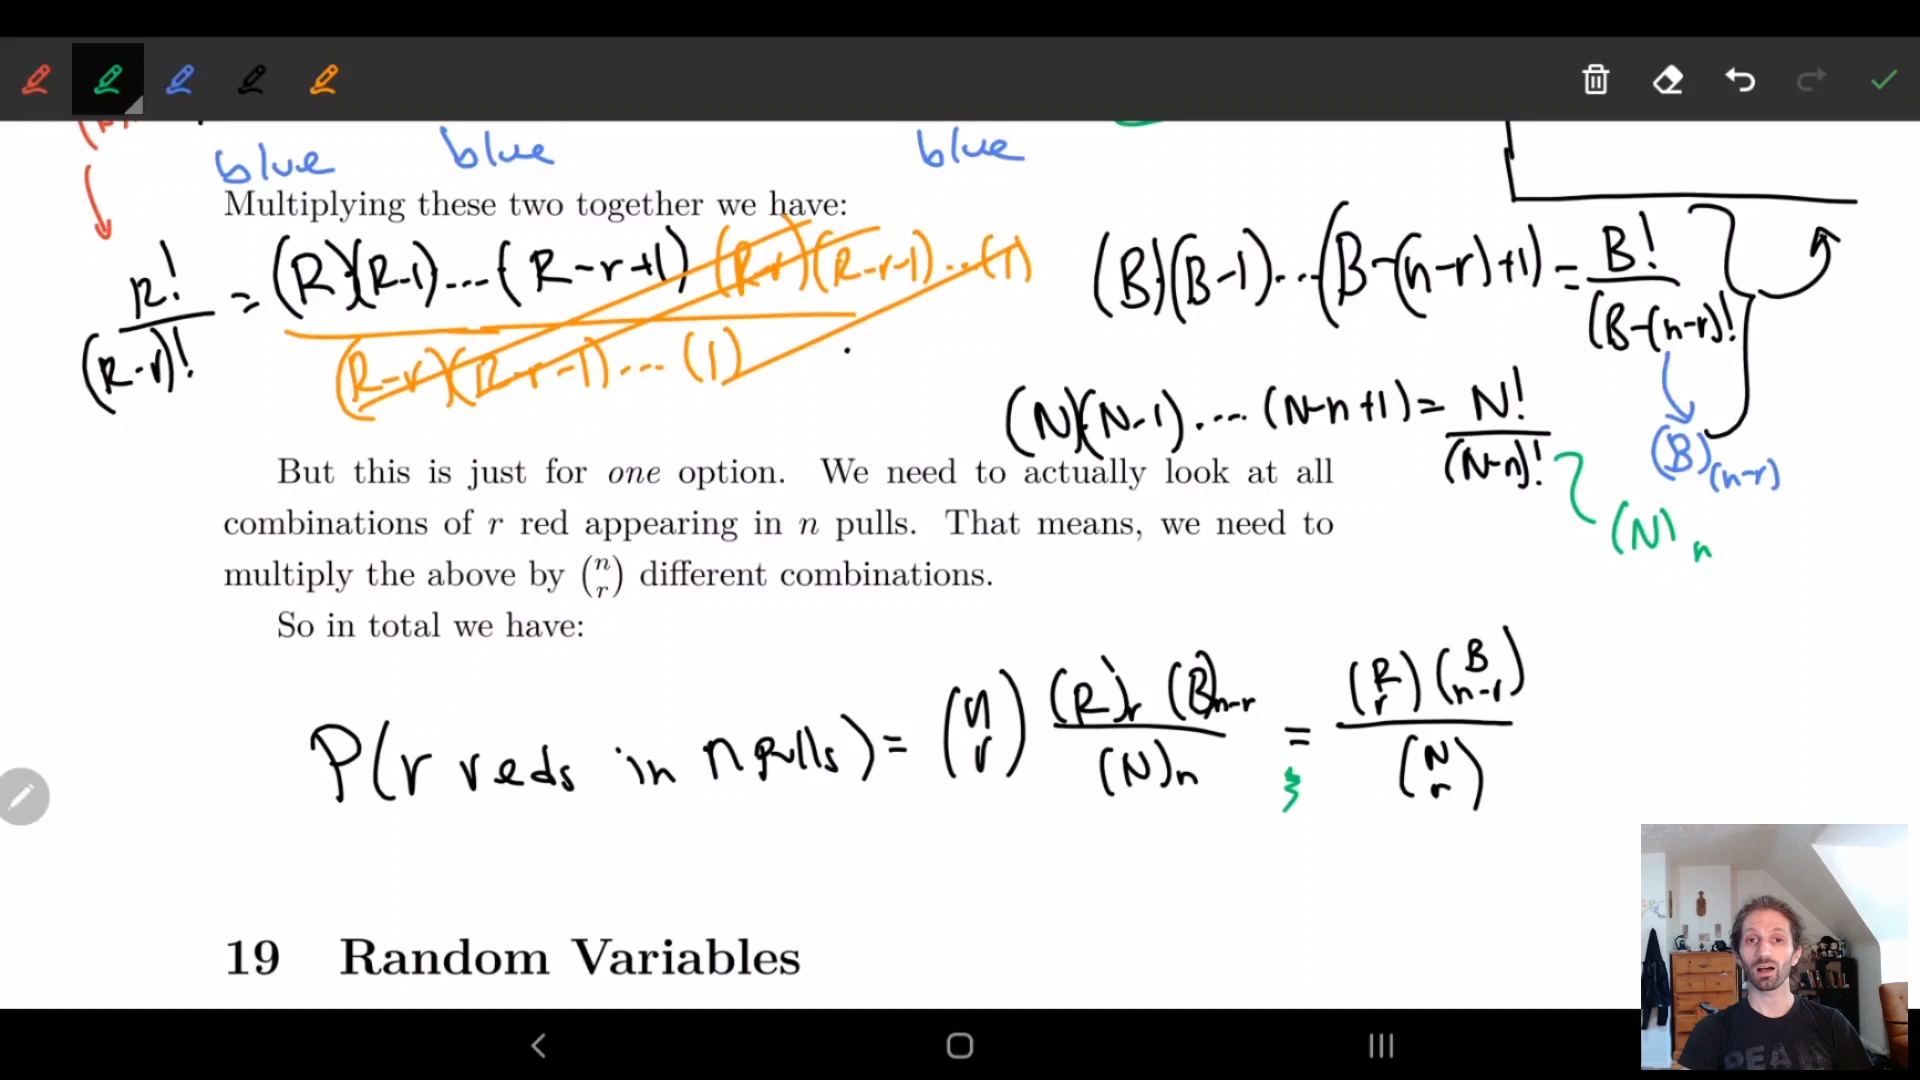 blue blue blue
Multiplying these two together we have:
R!/(R-r)! = (R)(R-1)...(R-r+1)(R-r)(R-r-1)...(1)/(R-r)(R-r-1)...(1)
(B)(B-1)...(B-(n-r)+1) = B!/(B-(n-r)!
(B)(n-r)
(N)(N-1)....(N-n+1) = N!/(N-n)!
(N)n
But this is just for one option. We need to actually look at all
combinations of r red appearing in n pulls. That means, we need to
multiply the above by (n r) different combinations.
So in total we have:
P(r reds in n pulls) = (n r) (R)r (B)n-r/(N)n = (R r)(B n-r)/(N n)
19 Random Variables
PEA